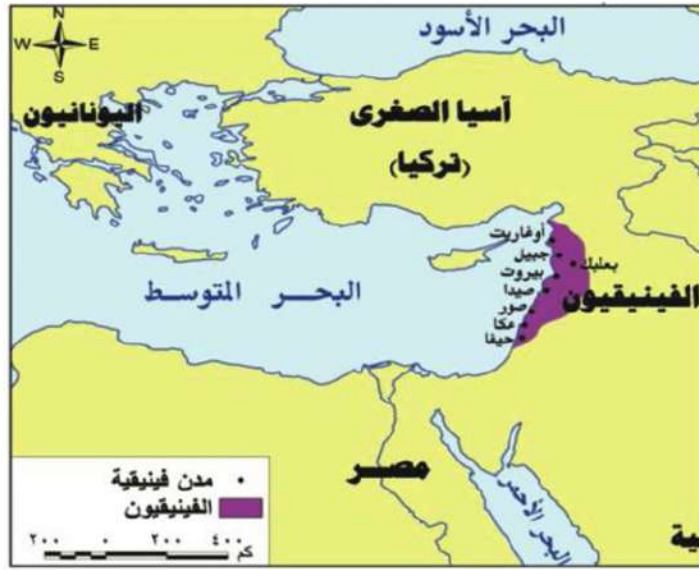 N
W E
S
البحر الأسود
اليونانيون
آسيا الصغرى
(تركيا)
أوغاريت
جبيل
بعلبك
بيروت
صيدا
صور
عكا
حيفا
الفينيقيون
البحر المتوسط
مصر
البحر الأحمر
ية
مدن فينيقية
الفينيقيون
٢٠٠ ٠ ٢٠٠ ٤٠٠
كم